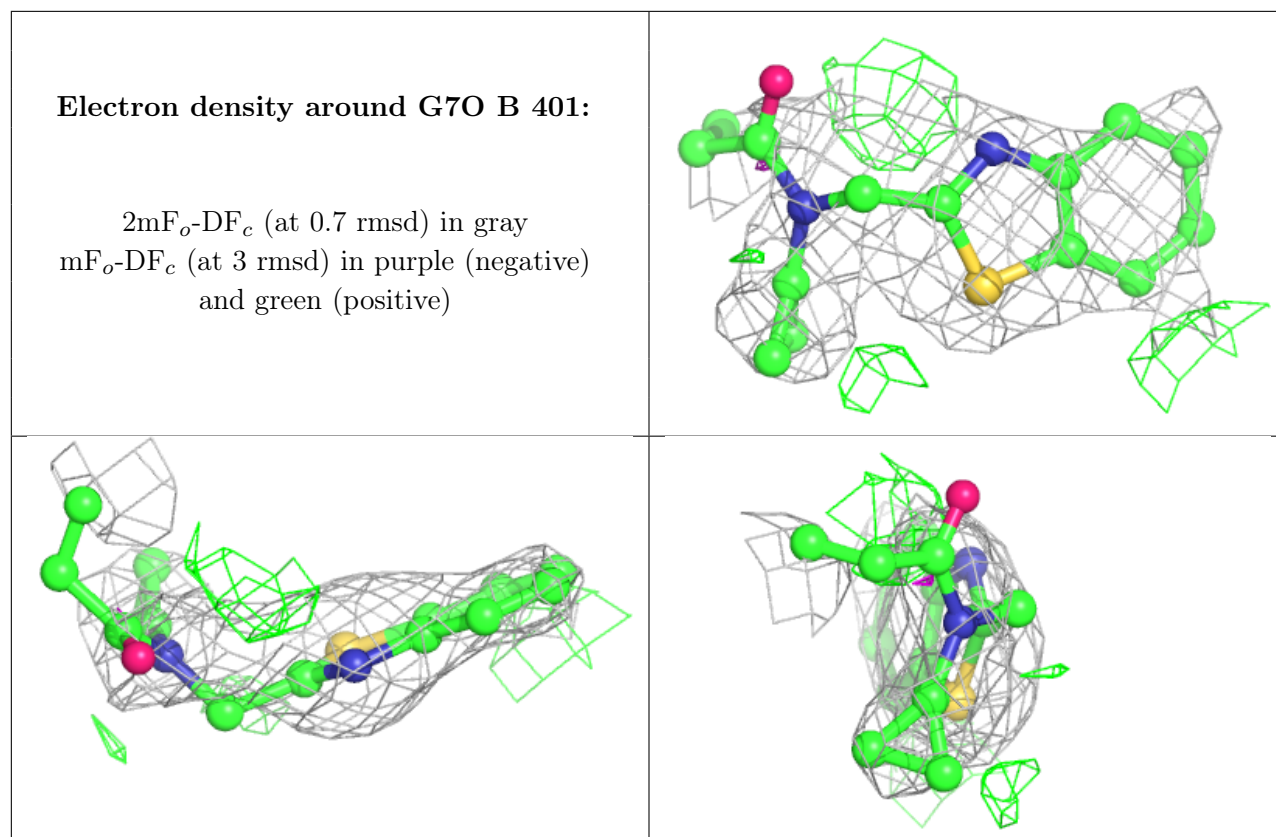 Electron density around G7O B 401:
2mFo-DFc (at 0.7 rmsd) in gray
mFo-DFc (at 3 rmsd) in purple (negative)
and green (positive)